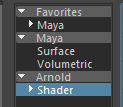 Favorites
Maya
Maya
Surface
Volumetric
Arnold
Shader